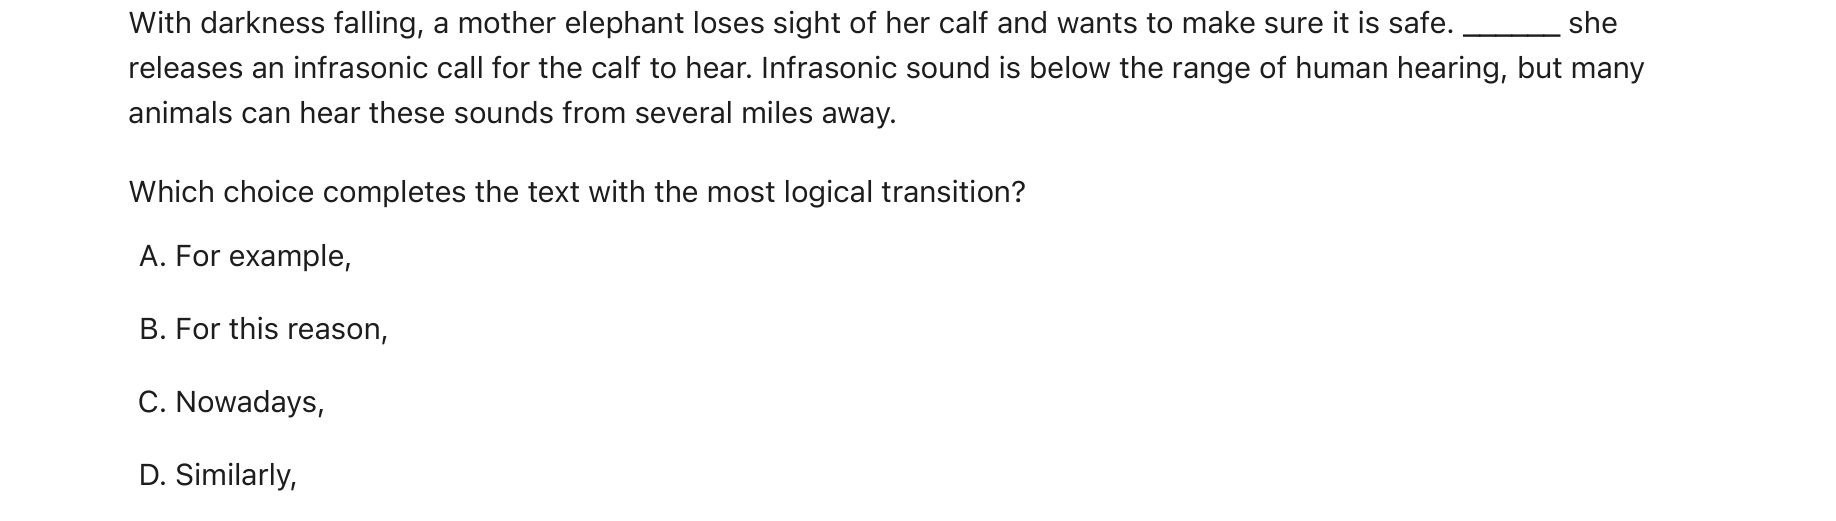 With darkness falling, a mother elephant loses sight of her calf and wants to make sure it is safe. ______ she
releases an infrasonic call for the calf to hear. Infrasonic sound is below the range of human hearing, but many
animals can hear these sounds from several miles away.
Which choice completes the text with the most logical transition?
A. For example,
B. For this reason,
C. Nowadays,
D. Similarly,